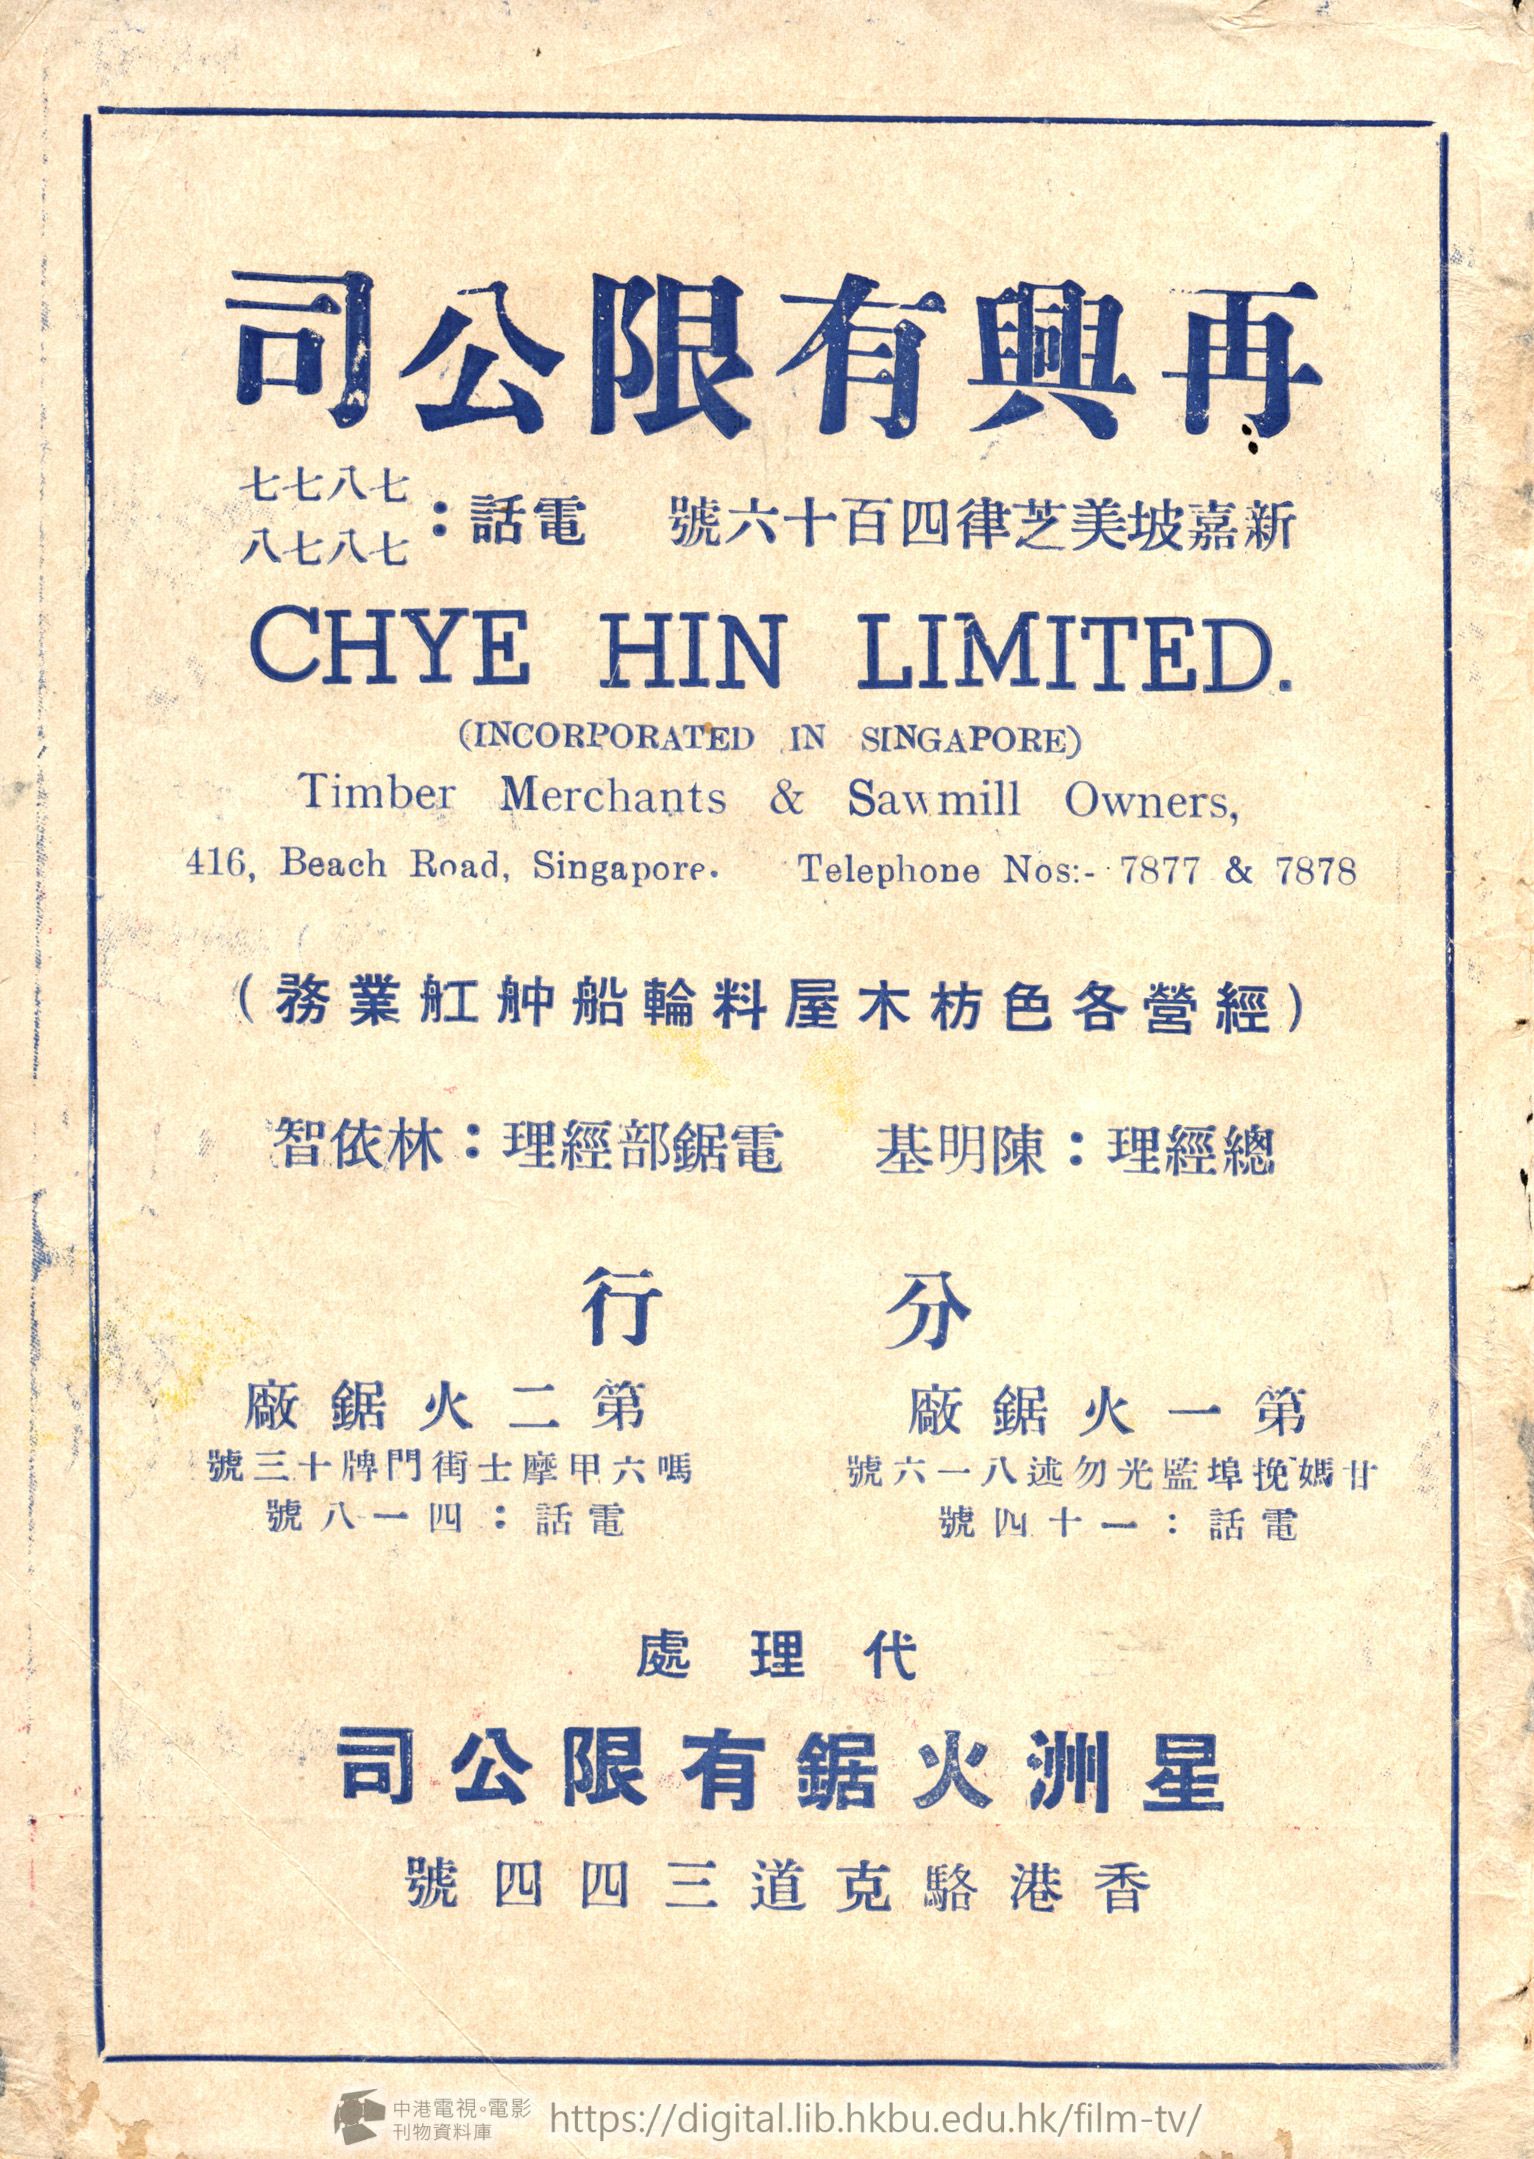 再興有限公司
新嘉坡美芝律四百十六號 電話：七八七七
七八七八
CHYE HIN LIMITED.
(INCORPORATED IN SINGAPORE)
Timber Merchants & Sawmill Owners,
416, Beach Road, Singapore. Telephone Nos:- 7877 & 7878
(經營各色枋木屋料輪船舯舡業務)
總經理：陳明基 電鋸部經理：林依智
分行
第一火鋸廠
廿媽挽埠監光勿述八一六號
電話：一十四號
第二火鋸廠
嗎六甲摩士街門牌十三號
電話：四一八號
代理處
星洲火鋸有限公司
香港駱克道三四四號
中港電視。電影
刊物資料庫
https://digital.lib.hkbu.edu.hk/film-tv/